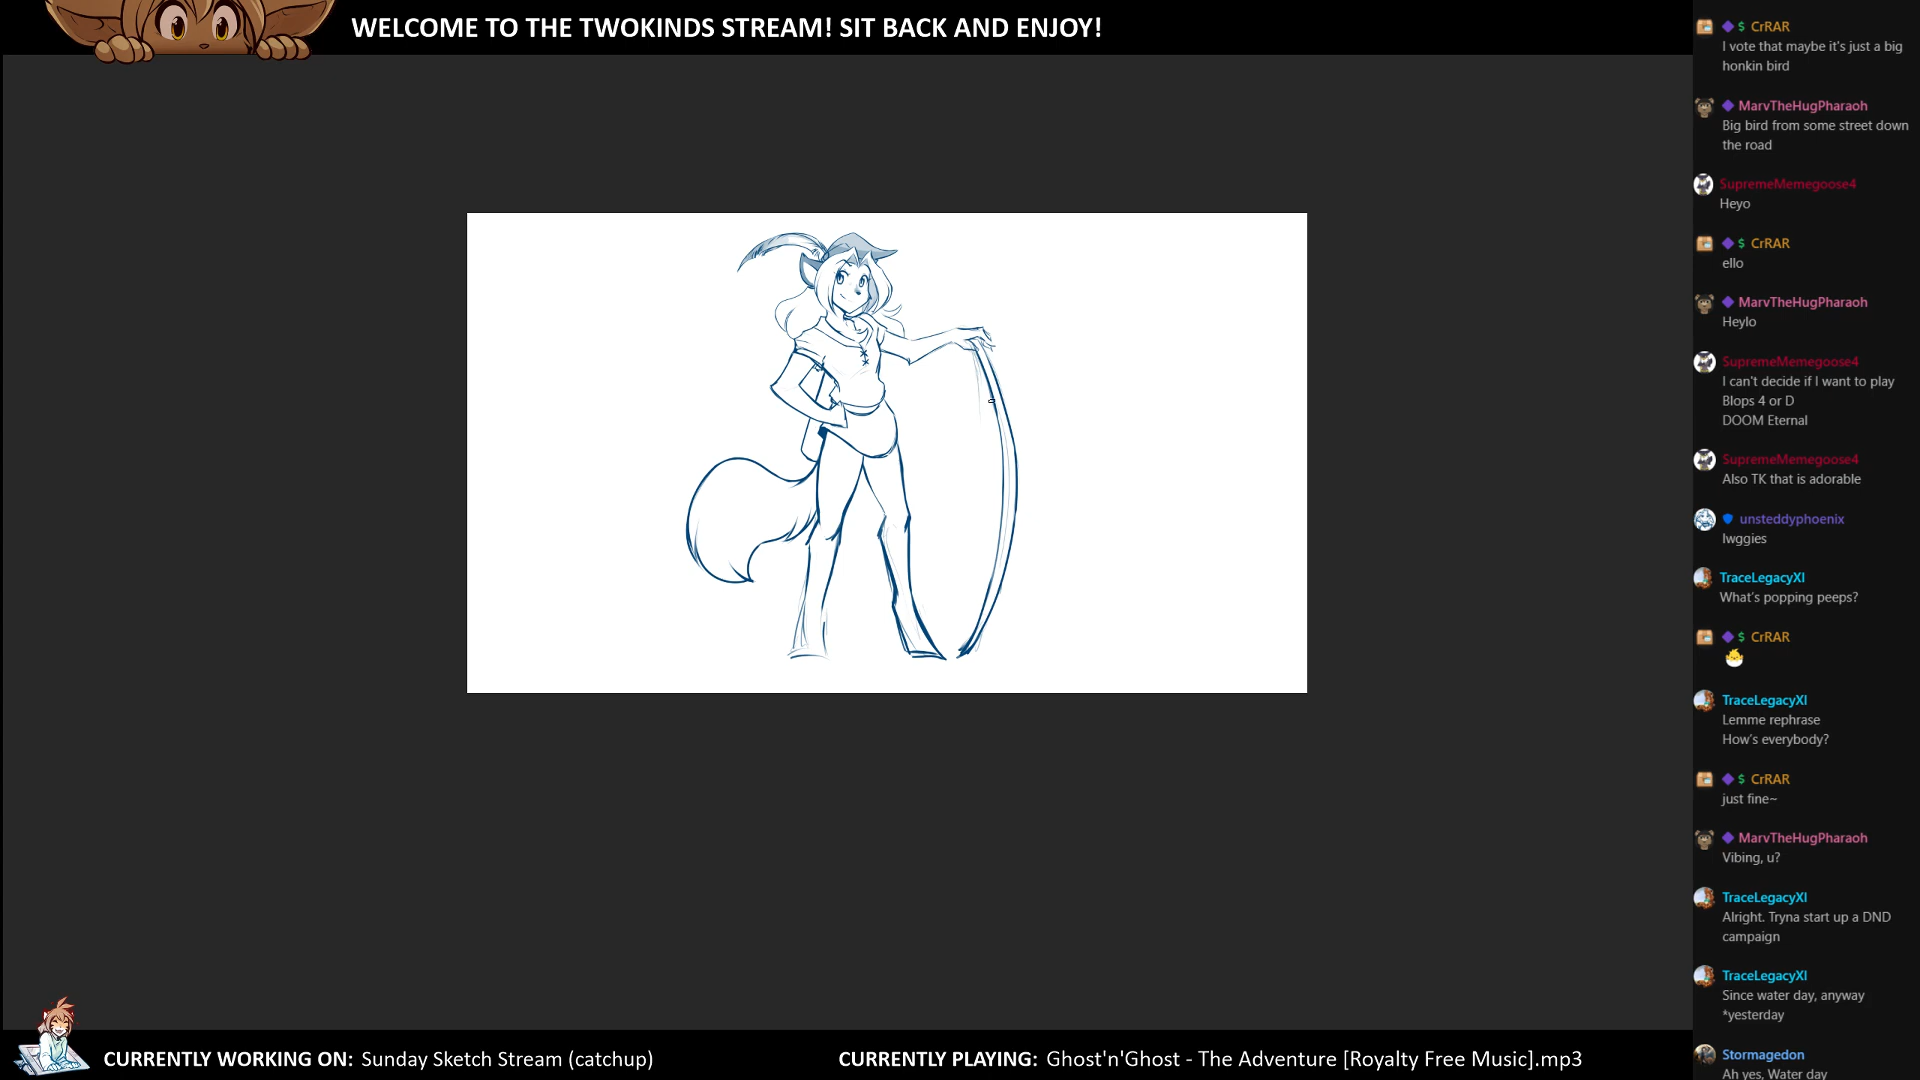 WELCOME TO THE TWOKINDS STREAM! SIT BACK AND ENJOY!
$ CrRAR
I vote that maybe it's just a big
honkin bird
MarvTheHugPharaoh
Big bird from some street down
the road
SupremeMemegoose4
Heyo
$ CrRAR
ello
MarvTheHugPharaoh
Heylo
SupremeMemegoose4
I can't decide if I want to play
Blops 4 or D
DOOM Eternal
SupremeMemegoose4
Also TK that is adorable
unsteddyphoenix
Iwggies
TraceLegacyXI
What's popping peeps?
$ CrRAR
TraceLegacyXI
Lemme rephrase
How's everybody?
$ CrRAR
just fine~
MarvTheHugPharaoh
Vibing, u?
TraceLegacyXI
Alright. Tryna start up a DND
campaign
TraceLegacyXI
Since water day, anyway
*yesterday
Stormagedon
Ah yes, Water day
CURRENTLY WORKING ON: Sunday Sketch Stream (catchup)
CURRENTLY PLAYING: Ghost'n'Ghost - The Adventure [Royalty Free Music].mp3